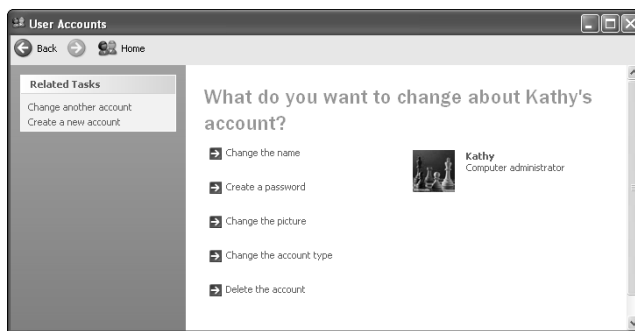 User Accounts
Back Home
Related Tasks
Change another account
Create a new account
What do you want to change about Kathy's
account?
Change the name
Create a password
Change the picture
Change the account type
Delete the account
Kathy
Computer administrator